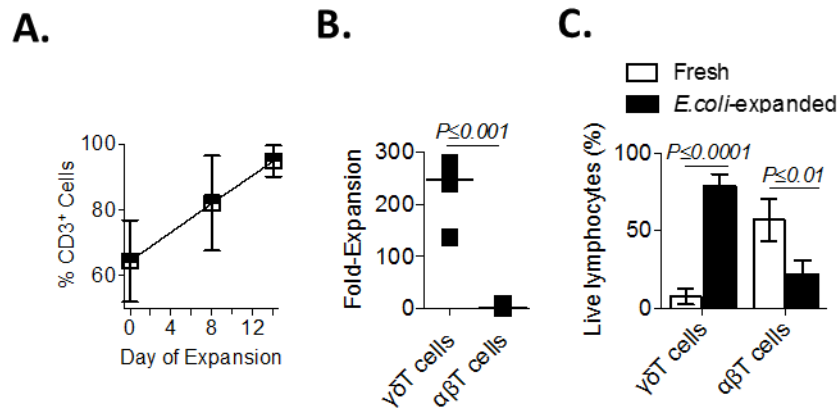 A.
% CD3⁺ Cells
100
80
60
0 4 8 12
Day of Expansion
B.
P≤0.001
Fold-Expansion
300
200
100
0
γδT cells
αβT cells
C.
Fresh
E.coli-expanded
Live lymphocytes (%)
100
50
0
P≤0.0001
P≤0.01
γδT cells
αβT cells